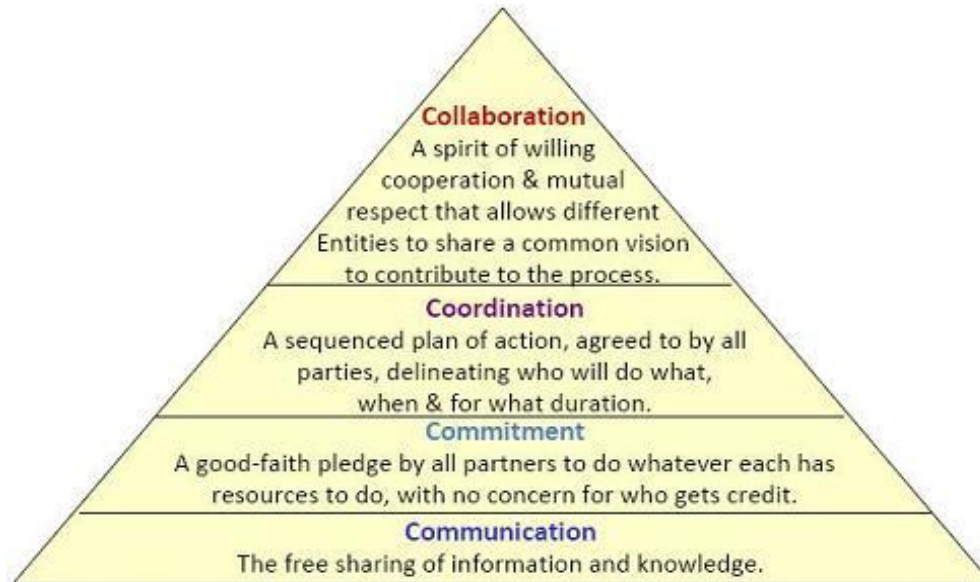 Collaboration
A spirit of willing
cooperation & mutual
respect that allows different
Entities to share a common vision
to contribute to the process.
Coordination
A sequenced plan of action, agreed to by all
parties, delineating who will do what,
when & for what duration.
Commitment
A good-faith pledge by all partners to do whatever each has
resources to do, with no concern for who gets credit.
Communication
The free sharing of information and knowledge.